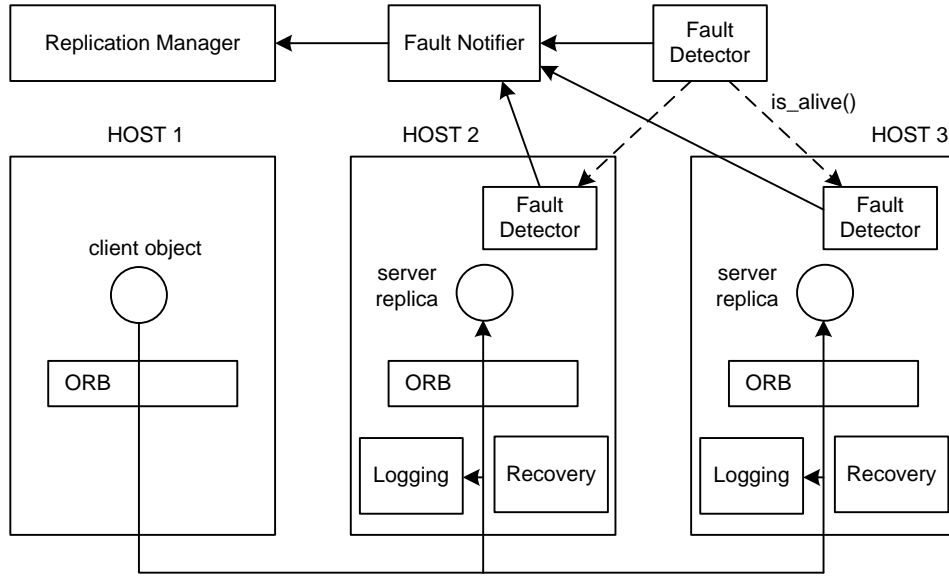 Replication Manager
Fault Notifier
Fault
Detector
is_alive()
HOST 1
HOST 2
HOST 3
Fault
Detector
Fault
Detector
client object
server
replica
server
replica
ORB
ORB
ORB
Logging
Recovery
Logging
Recovery